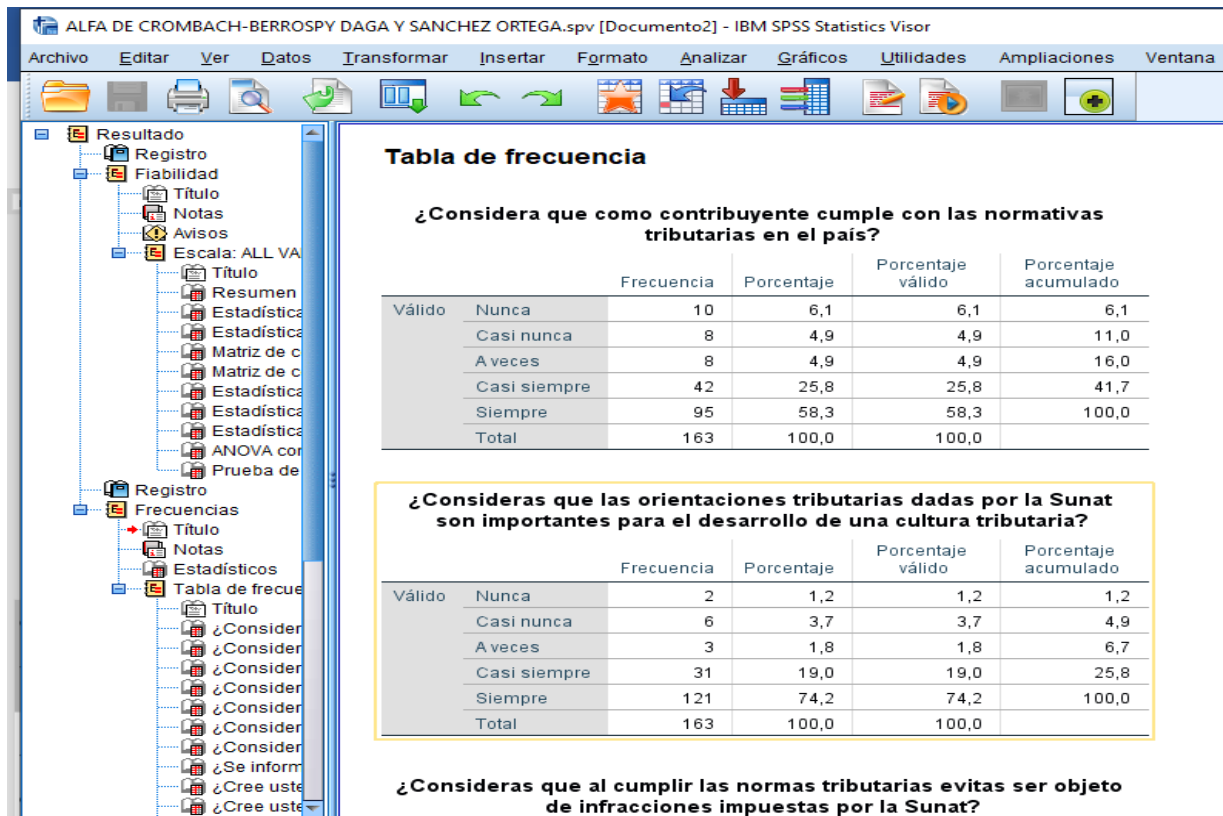 ALFA DE CROMBACH-BERROSPY DAGA Y SANCHEZ ORTEGA.spv [Documento2] - IBM SPSS Statistics Visor
Archivo Editar Ver Datos Transformar Insertar Formato Analizar Gráficos Utilidades Ampliaciones Ventana
Resultado
Registro
Fiabilidad
Título
Notas
Avisos
Escala: ALL VA
Título
Resumen
Estadística
Estadística
Matriz de c
Matriz de c
Estadística
Estadística
Estadística
ANOVA con
Prueba de
Registro
Frecuencias
Título
Notas
Estadísticos
Tabla de frecue
Título
¿Consider
¿Consider
¿Consider
¿Consider
¿Consider
¿Consider
¿Consider
¿Se inform
¿Cree uste
¿Cree uste
Tabla de frecuencia
¿Considera que como contribuyente cumple con las normativas
tributarias en el país?
Frecuencia Porcentaje Porcentaje válido Porcentaje acumulado
Válido Nunca 10 6,1 6,1 6,1
Casi nunca 8 4,9 4,9 11,0
A veces 8 4,9 4,9 16,0
Casi siempre 42 25,8 25,8 41,7
Siempre 95 58,3 58,3 100,0
Total 163 100,0 100,0
¿Consideras que las orientaciones tributarias dadas por la Sunat
son importantes para el desarrollo de una cultura tributaria?
Frecuencia Porcentaje Porcentaje válido Porcentaje acumulado
Válido Nunca 2 1,2 1,2 1,2
Casi nunca 6 3,7 3,7 4,9
A veces 3 1,8 1,8 6,7
Casi siempre 31 19,0 19,0 25,8
Siempre 121 74,2 74,2 100,0
Total 163 100,0 100,0
¿Consideras que al cumplir las normas tributarias evitas ser objeto
de infracciones impuestas por la Sunat?